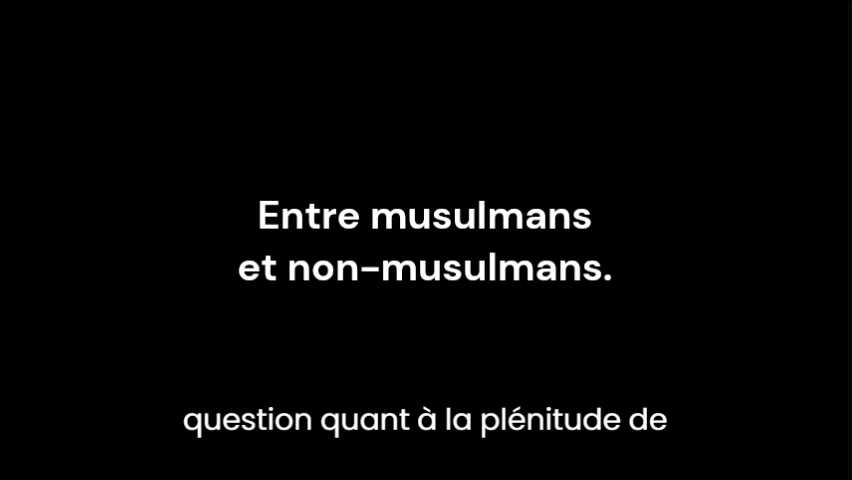 Entre musulmans
et non-musulmans.
question quant à la plénitude de